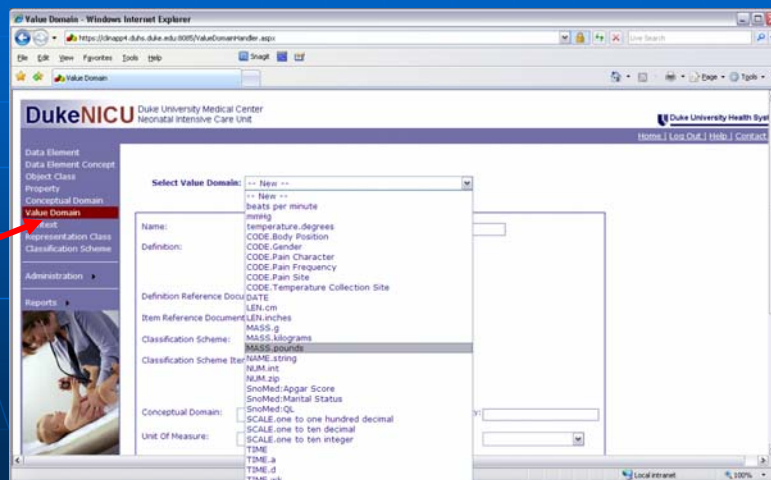 Value Domain - Windows Internet Explorer
https://clinapp4.duhs.duke.edu:8085/ValueDomainHandler.aspx
Live Search
File Edit View Favorites Tools Help
SnagIt
Value Domain
Page Tools
DukeNICU
Duke University Medical Center
Neonatal Intensive Care Unit
Duke University Health Syst
Home | Log Out | Help | Contact
Data Element
Data Element Concept
Object Class
Property
Conceptual Domain
Value Domain
Representation Class
Classification Scheme
Administration
Reports
Select Value Domain: -- New --
-- New --
beats per minute
mmHg
temperature.degrees
CODE.Body Position
CODE.Gender
CODE.Pain Character
CODE.Pain Frequency
CODE.Pain Site
CODE.Temperature Collection Site
DATE
LEN.cm
LEN.inches
MASS.g
MASS.kilograms
MASS.pounds
NAME.string
NUM.int
NUM.zip
SnoMed:Apgar Score
SnoMed:Marital Status
SnoMed:QL
SCALE.one to one hundred decimal
SCALE.one to ten decimal
SCALE.one to ten integer
TIME
TIME.a
TIME.d
TIME.wk
Name:
Definition:
Definition Reference Docu
Item Reference Document
Classification Scheme:
Classification Scheme Iter
Conceptual Domain:
y:
Unit Of Measure:
Local intranet
100%